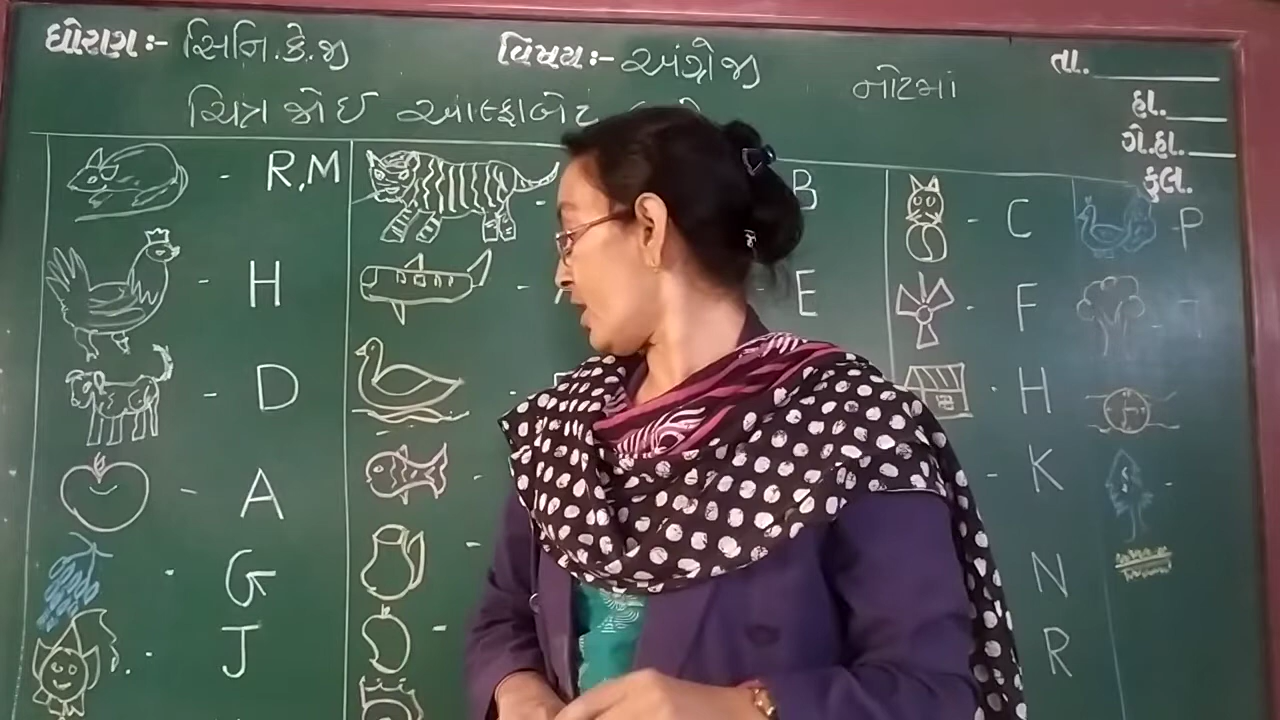 ધોરણ:- સિનિ.કે.જી વિષય:- અંગ્રેજી તા.
ચિત્ર જોઈ આલ્ફાબેટ નોટમાં
હા.
ગે.હા.
કુલ.
- R,M - B - C - P
- H - - E - F
- D - H
- A - - K
- G - N
- J - R